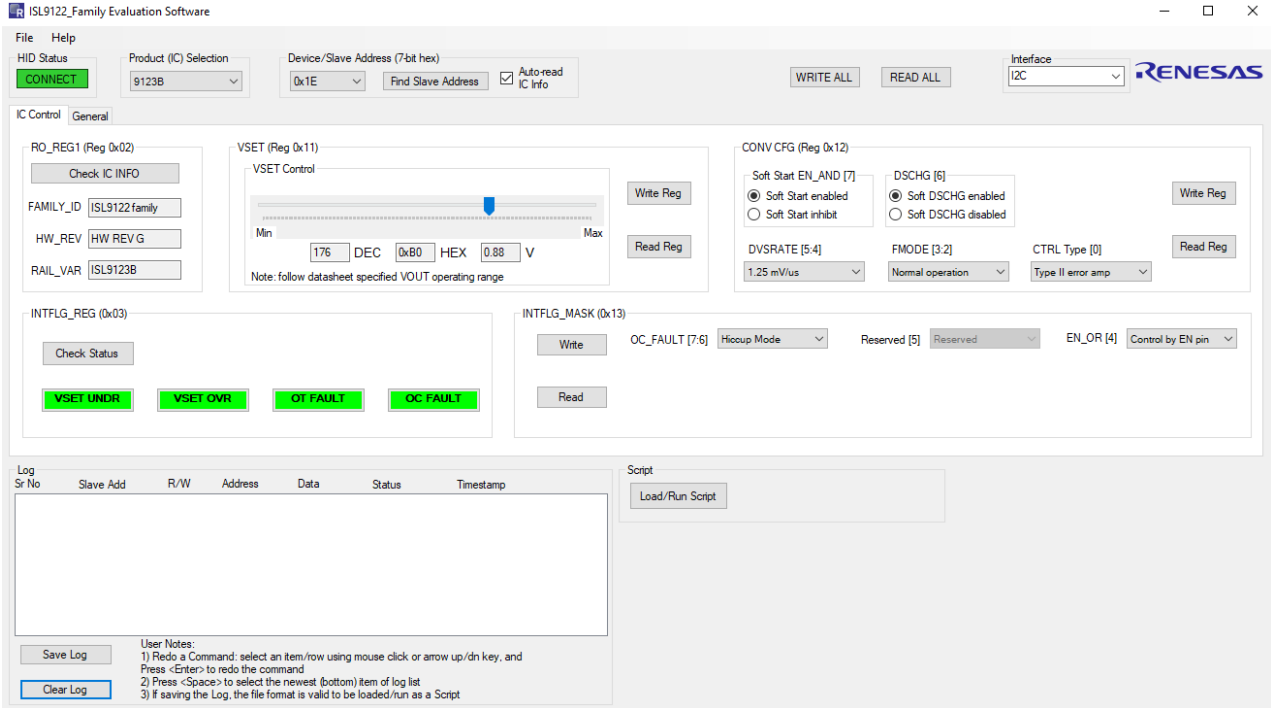 ISL9122_Family Evaluation Software
File Help
HID Status
CONNECT
Product (IC) Selection
9123B
Device/Slave Address (7-bit hex)
0x1E
Find Slave Address
Auto-read
IC Info
WRITE ALL
READ ALL
Interface
I2C
RENESAS
IC Control General
RO_REG1 (Reg 0x02)
Check IC INFO
FAMILY_ID ISL9122 family
HW_REV HW REV G
RAIL_VAR ISL9123B
VSET (Reg 0x11)
VSET Control
Min Max
176 DEC 0xB0 HEX 0.88 V
Note: follow datasheet specified VOUT operating range
Write Reg
Read Reg
CONV CFG (Reg 0x12)
Soft Start EN_AND [7]
Soft Start enabled
Soft Start inhibit
DSCHG [6]
Soft DSCHG enabled
Soft DSCHG disabled
Write Reg
DVSRATE [5:4]
1.25 mV/us
FMODE [3:2]
Normal operation
CTRL Type [0]
Type II error amp
Read Reg
INTFLG_REG (0x03)
Check Status
VSET UNDR VSET OVR OT FAULT OC FAULT
INTFLG_MASK (0x13)
Write
OC_FAULT [7:6] Hiccup Mode
Reserved [5] Reserved
EN_OR [4] Control by EN pin
Read
Log
Sr No Slave Add R/W Address Data Status Timestamp
Save Log
Clear Log
User Notes:
1) Redo a Command: select an item/row using mouse click or arrow up/dn key, and
Press <Enter> to redo the command
2) Press <Space> to select the newest (bottom) item of log list
3) If saving the Log, the file format is valid to be loaded/run as a Script
Script
Load/Run Script